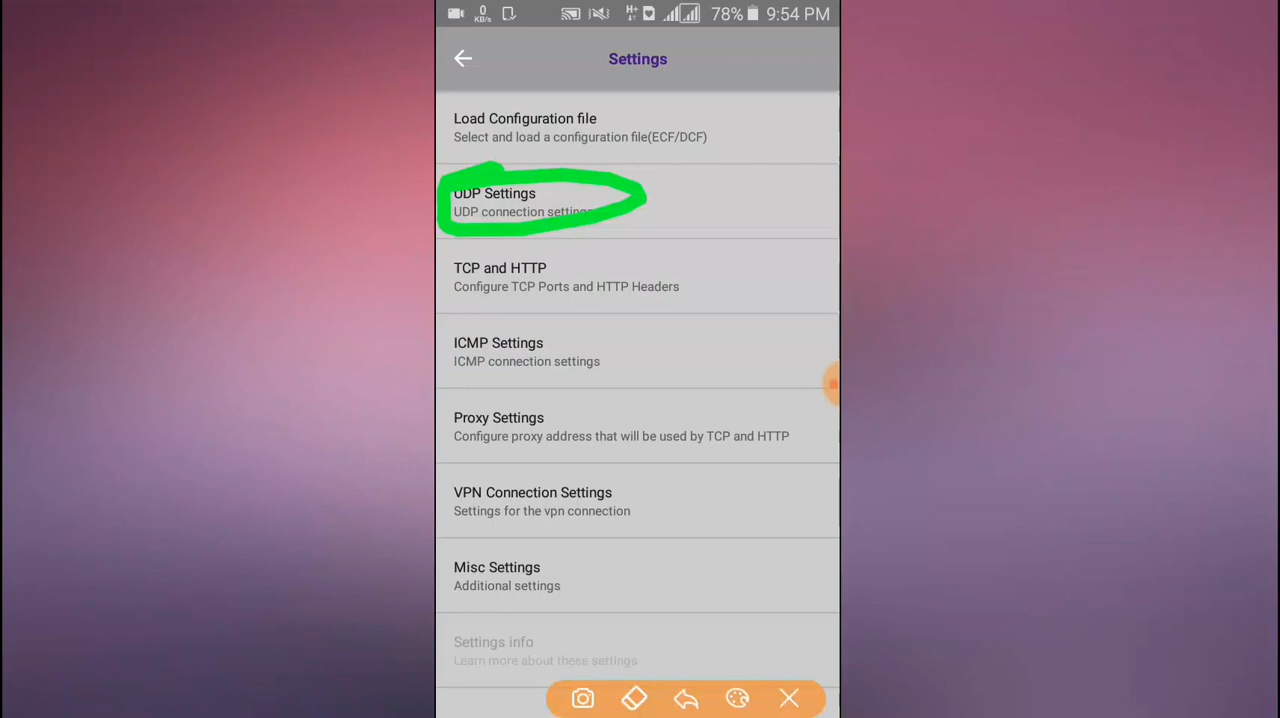 0
KB/s
H+
78%
9:54 PM
Settings
Load Configuration file
Select and load a configuration file(ECF/DCF)
UDP Settings
UDP connection settings
TCP and HTTP
Configure TCP Ports and HTTP Headers
ICMP Settings
ICMP connection settings
Proxy Settings
Configure proxy address that will be used by TCP and HTTP
VPN Connection Settings
Settings for the vpn connection
Misc Settings
Additional settings
Settings info
Learn more about these settings